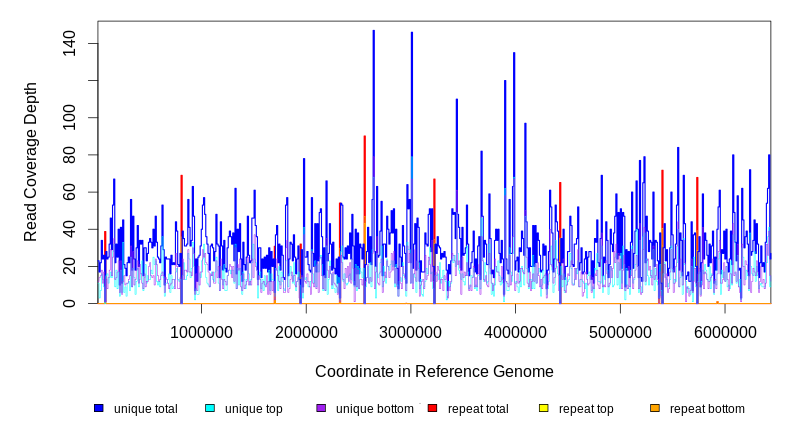 140
100
80
60
40
20
0
Read Coverage Depth
1000000 2000000 3000000 4000000 5000000 6000000
Coordinate in Reference Genome
unique total unique top unique bottom repeat total repeat top repeat bottom